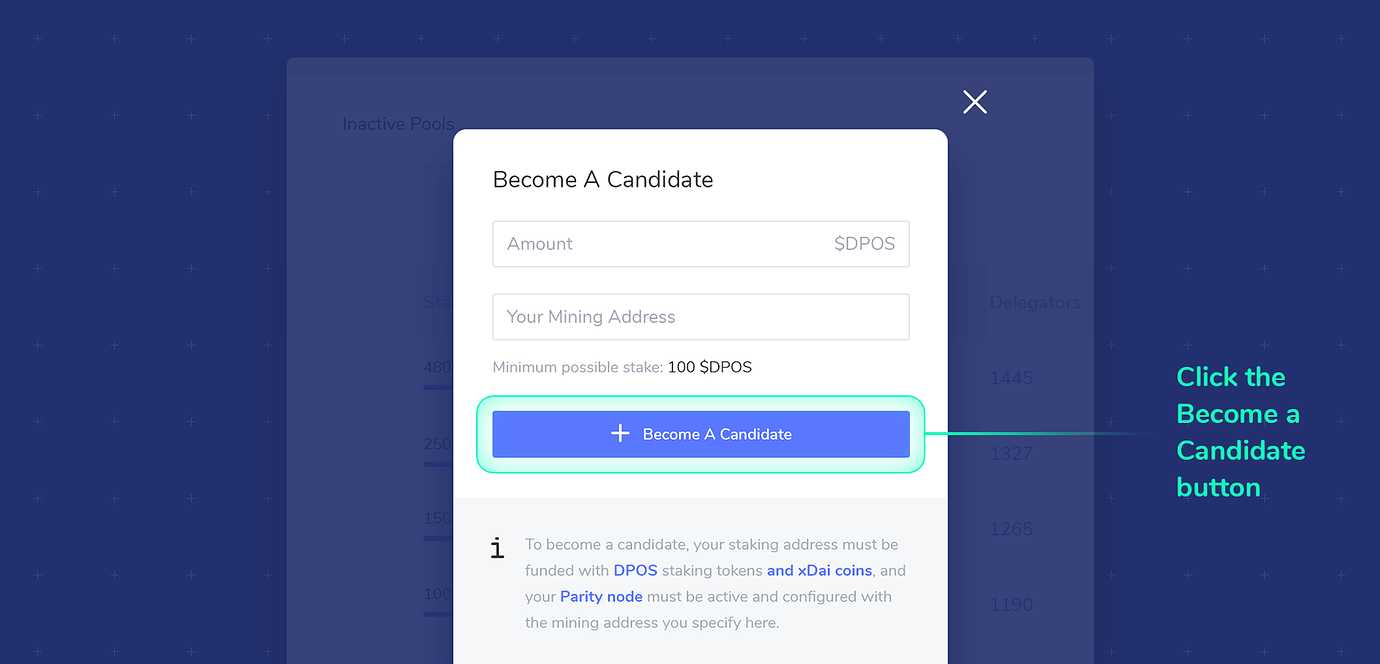 Inactive Pools
Become A Candidate
Amount $DPOS
Your Mining Address
Minimum possible stake: 100 $DPOS
Become A Candidate
i To become a candidate, your staking address must be
funded with DPOS staking tokens and xDai coins, and
your Parity node must be active and configured with
the mining address you specify here.
Delegators
480
1445
250
1327
150
1265
100
1190
Click the
Become a
Candidate
button